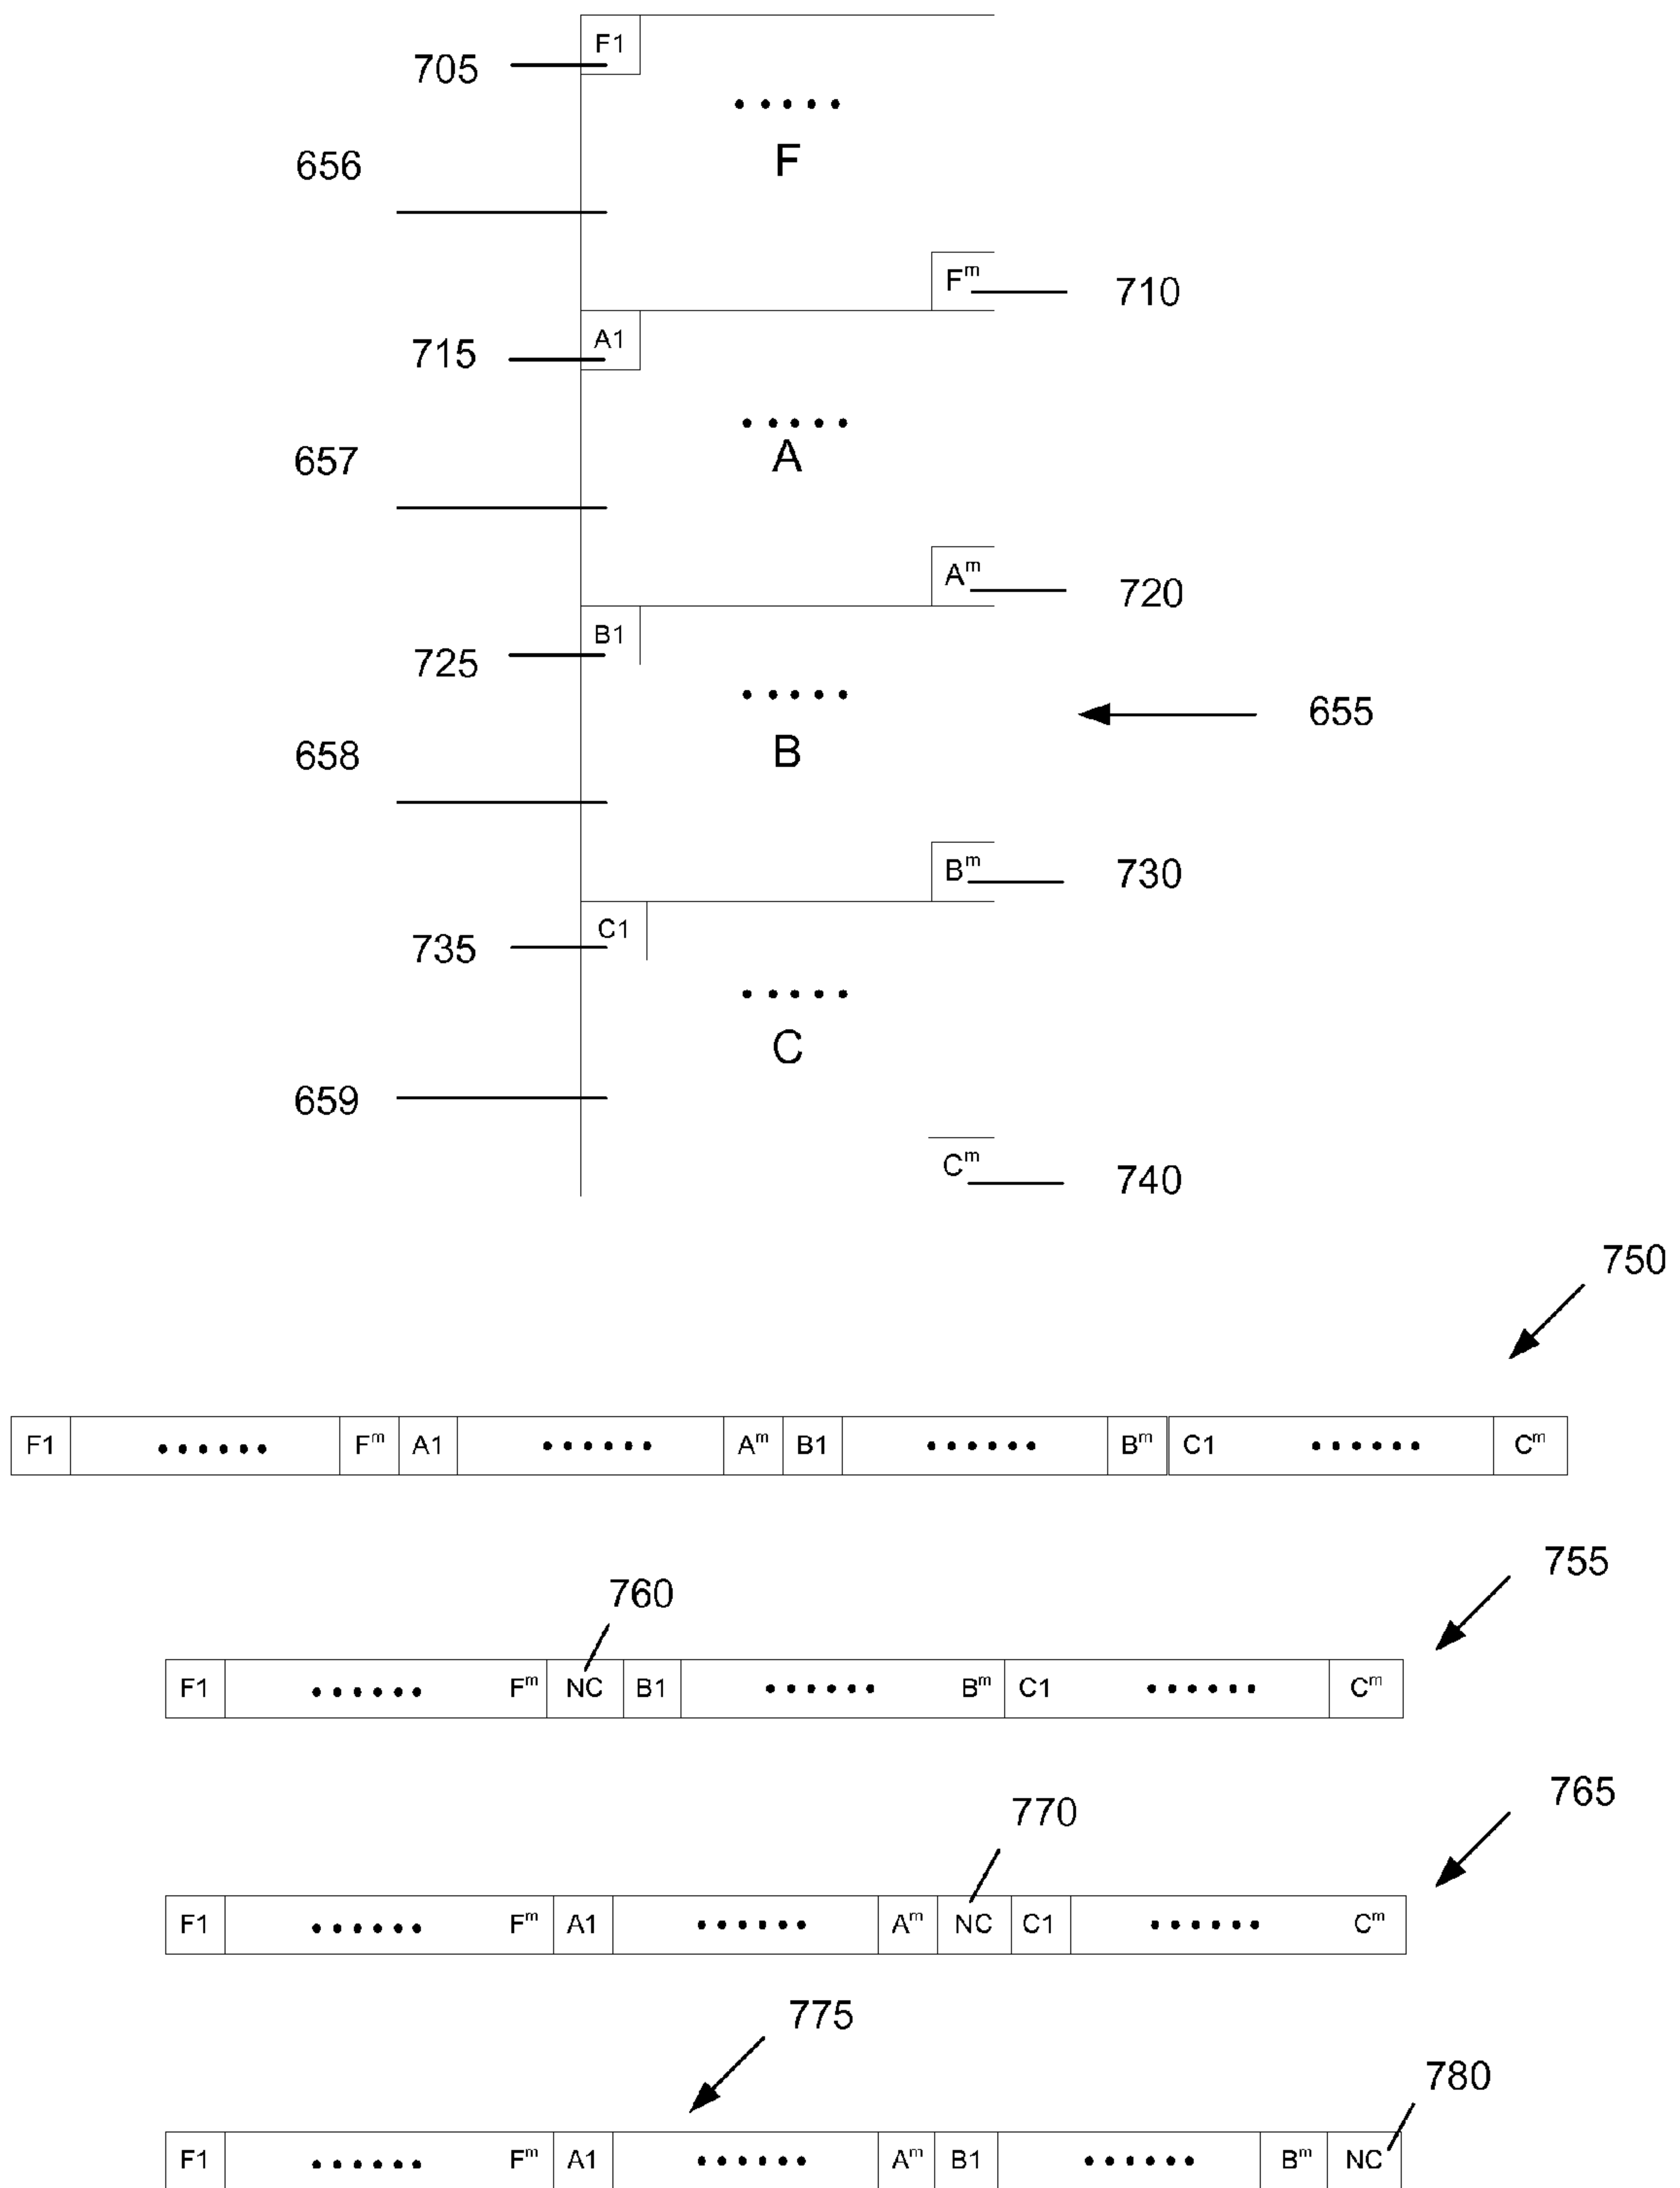 F1
705
656
F
Fm
710
A1
715
657
A
Am
720
B1
725
655
658
B
Bm
730
C1
735
659
C
Cm
740
750
F1 Fm A1 Am B1 Bm C1 Cm
755
760
F1 Fm NC B1 Bm C1 Cm
765
770
F1 Fm A1 Am NC C1 Cm
775
780
F1 Fm A1 Am B1 Bm NC